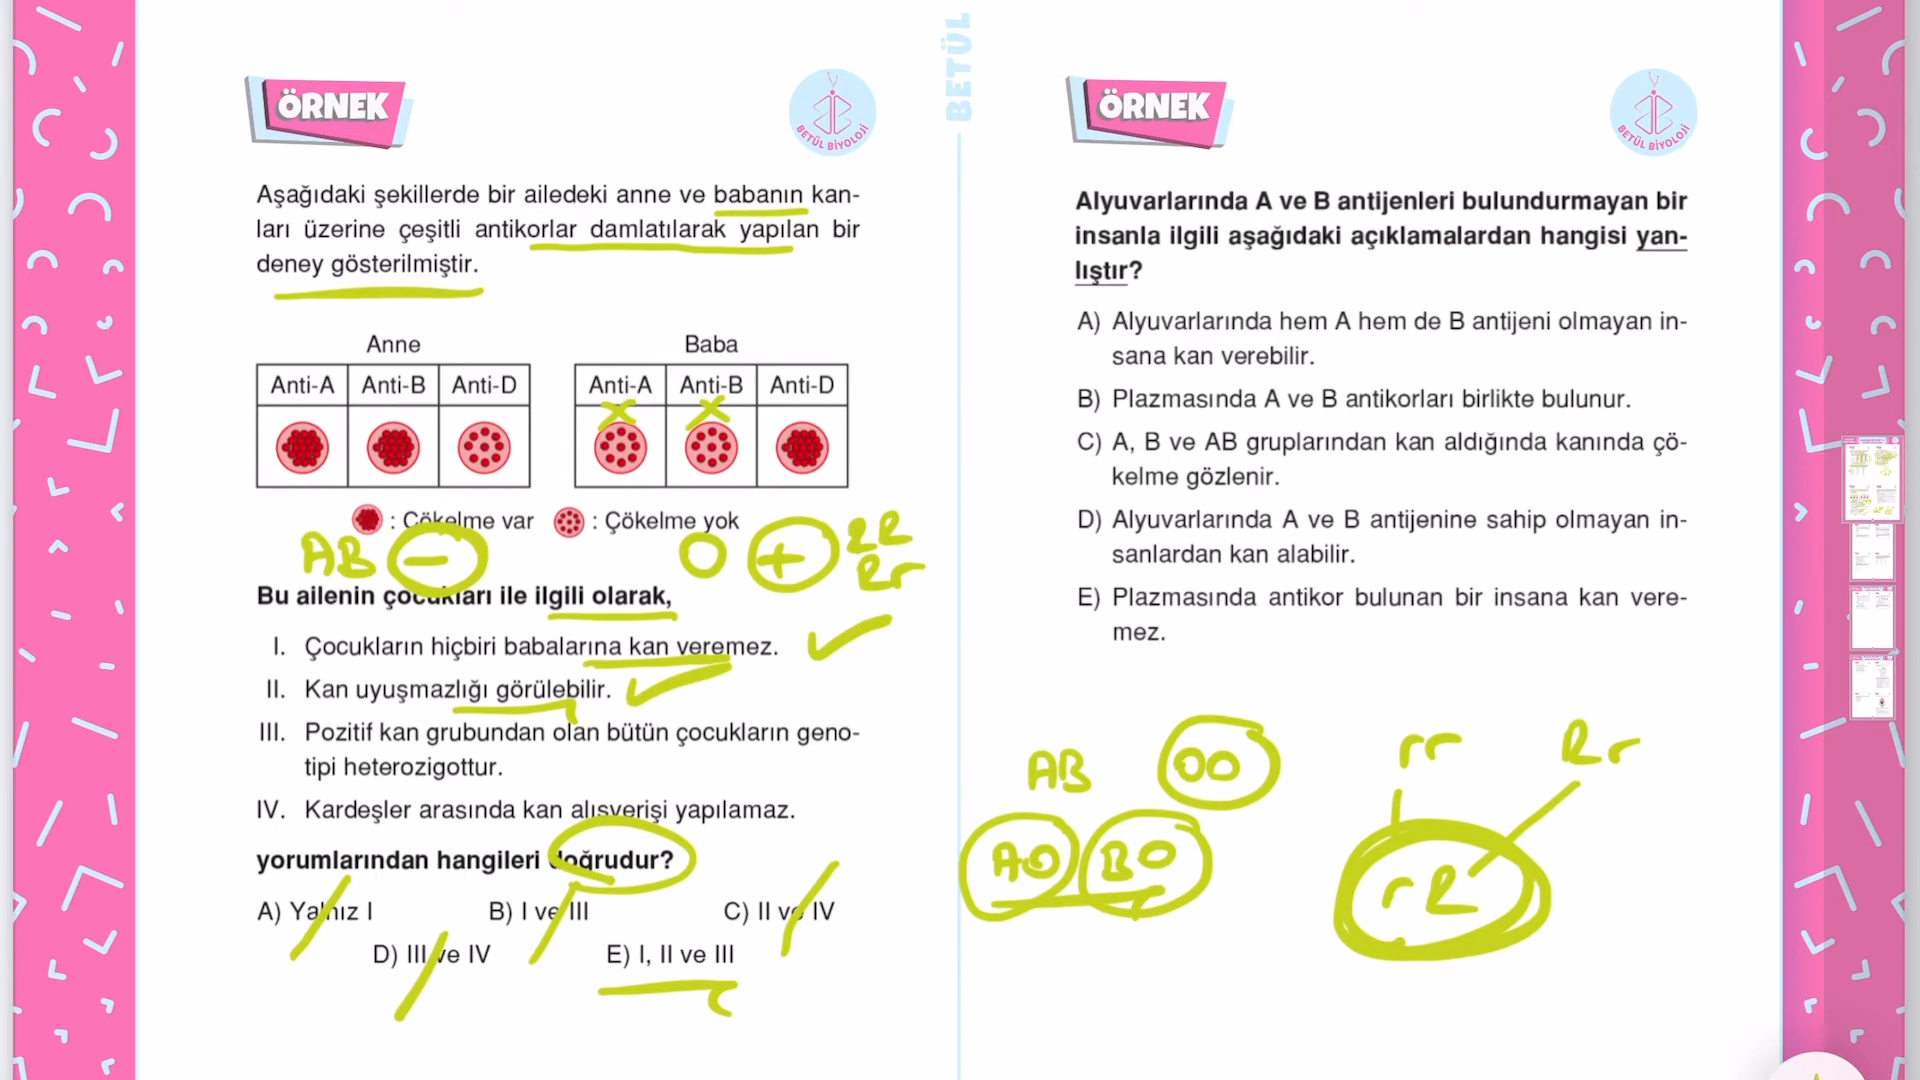 BETÜL
ÖRNEK
BETÜL BİYOLOJİ
Aşağıdaki şekillerde bir ailedeki anne ve babanın kan-
ları üzerine çeşitli antikorlar damlatılarak yapılan bir
deney gösterilmiştir.
Anne
Baba
Anti-A Anti-B Anti-D
Anti-A Anti-B Anti-D
: Çökelme var : Çökelme yok
AB − O + RR
Rr
Bu ailenin çocukları ile ilgili olarak,
I. Çocukların hiçbiri babalarına kan veremez.
II. Kan uyuşmazlığı görülebilir.
III. Pozitif kan grubundan olan bütün çocukların geno-
tipi heterozigottur.
IV. Kardeşler arasında kan alışverişi yapılamaz.
yorumlarından hangileri doğrudur?
A) Yalnız I B) I ve III C) II ve IV
D) III ve IV E) I, II ve III
ÖRNEK
BETÜL BİYOLOJİ
Alyuvarlarında A ve B antijenleri bulundurmayan bir
insanla ilgili aşağıdaki açıklamalardan hangisi yan-
lıştır?
A) Alyuvarlarında hem A hem de B antijeni olmayan in-
sana kan verebilir.
B) Plazmasında A ve B antikorları birlikte bulunur.
C) A, B ve AB gruplarından kan aldığında kanında çö-
kelme gözlenir.
D) Alyuvarlarında A ve B antijenine sahip olmayan in-
sanlardan kan alabilir.
E) Plazmasında antikor bulunan bir insana kan vere-
mez.
AB OO rr Rr
AO BO rR